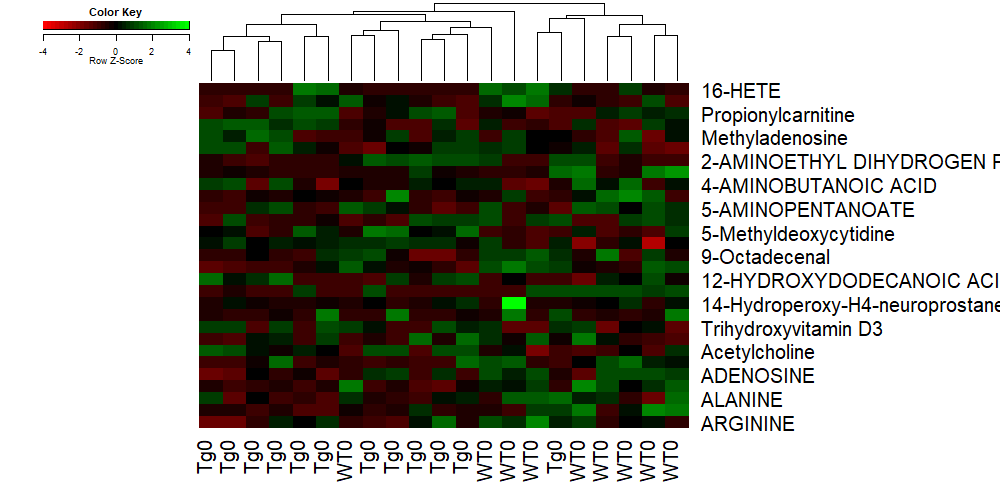 Color Key
-4 -2 0 2 4
Row Z-Score
16-HETE
Propionylcarnitine
Methyladenosine
2-AMINOETHYL DIHYDROGEN
4-AMINOBUTANOIC ACID
5-AMINOPENTANOATE
5-Methyldeoxycytidine
9-Octadecenal
12-HYDROXYDODECANOIC ACI
14-Hydroperoxy-H4-neuroprostane
Trihydroxyvitamin D3
Acetylcholine
ADENOSINE
ALANINE
ARGININE
Tg0 Tg0 Tg0 Tg0 Tg0 Tg0 WT0 Tg0 Tg0 Tg0 Tg0 Tg0 WT0 WT0 WT0 Tg0 WT0 WT0 WT0 WT0 WT0